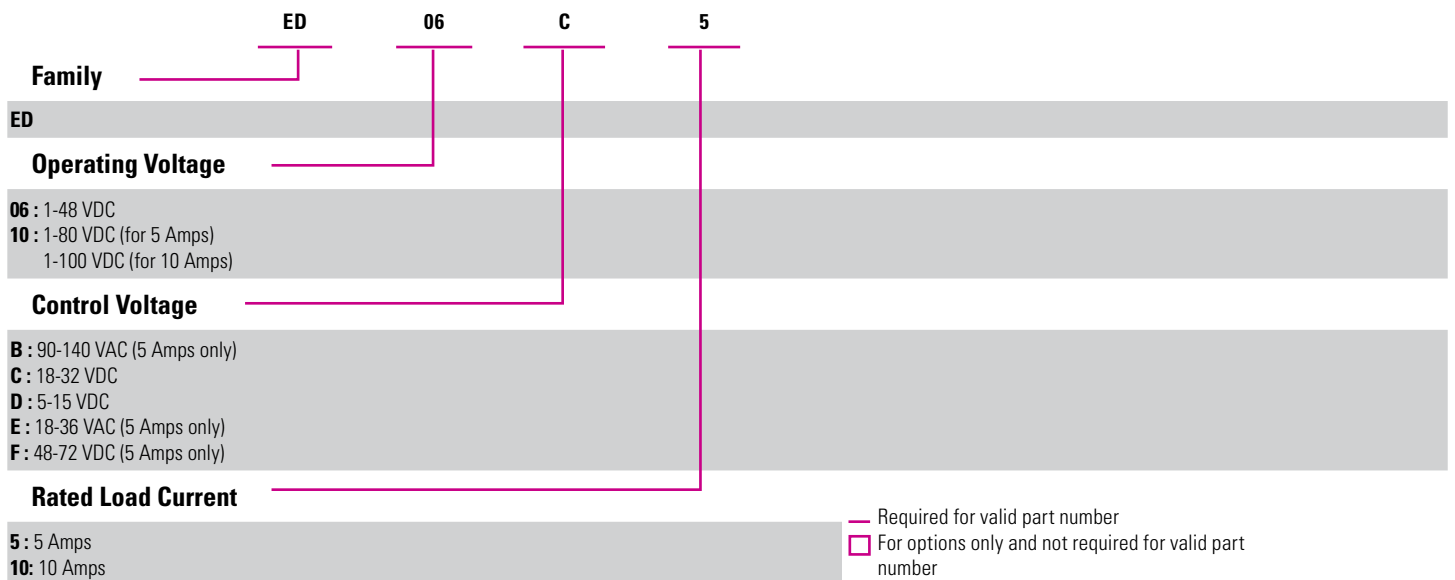 ED 06 C 5
Family
ED
Operating Voltage
06 : 1-48 VDC
10 : 1-80 VDC (for 5 Amps)
1-100 VDC (for 10 Amps)
Control Voltage
B : 90-140 VAC (5 Amps only)
C : 18-32 VDC
D : 5-15 VDC
E : 18-36 VAC (5 Amps only)
F : 48-72 VDC (5 Amps only)
Rated Load Current
5 : 5 Amps
10: 10 Amps
Required for valid part number
For options only and not required for valid part
number